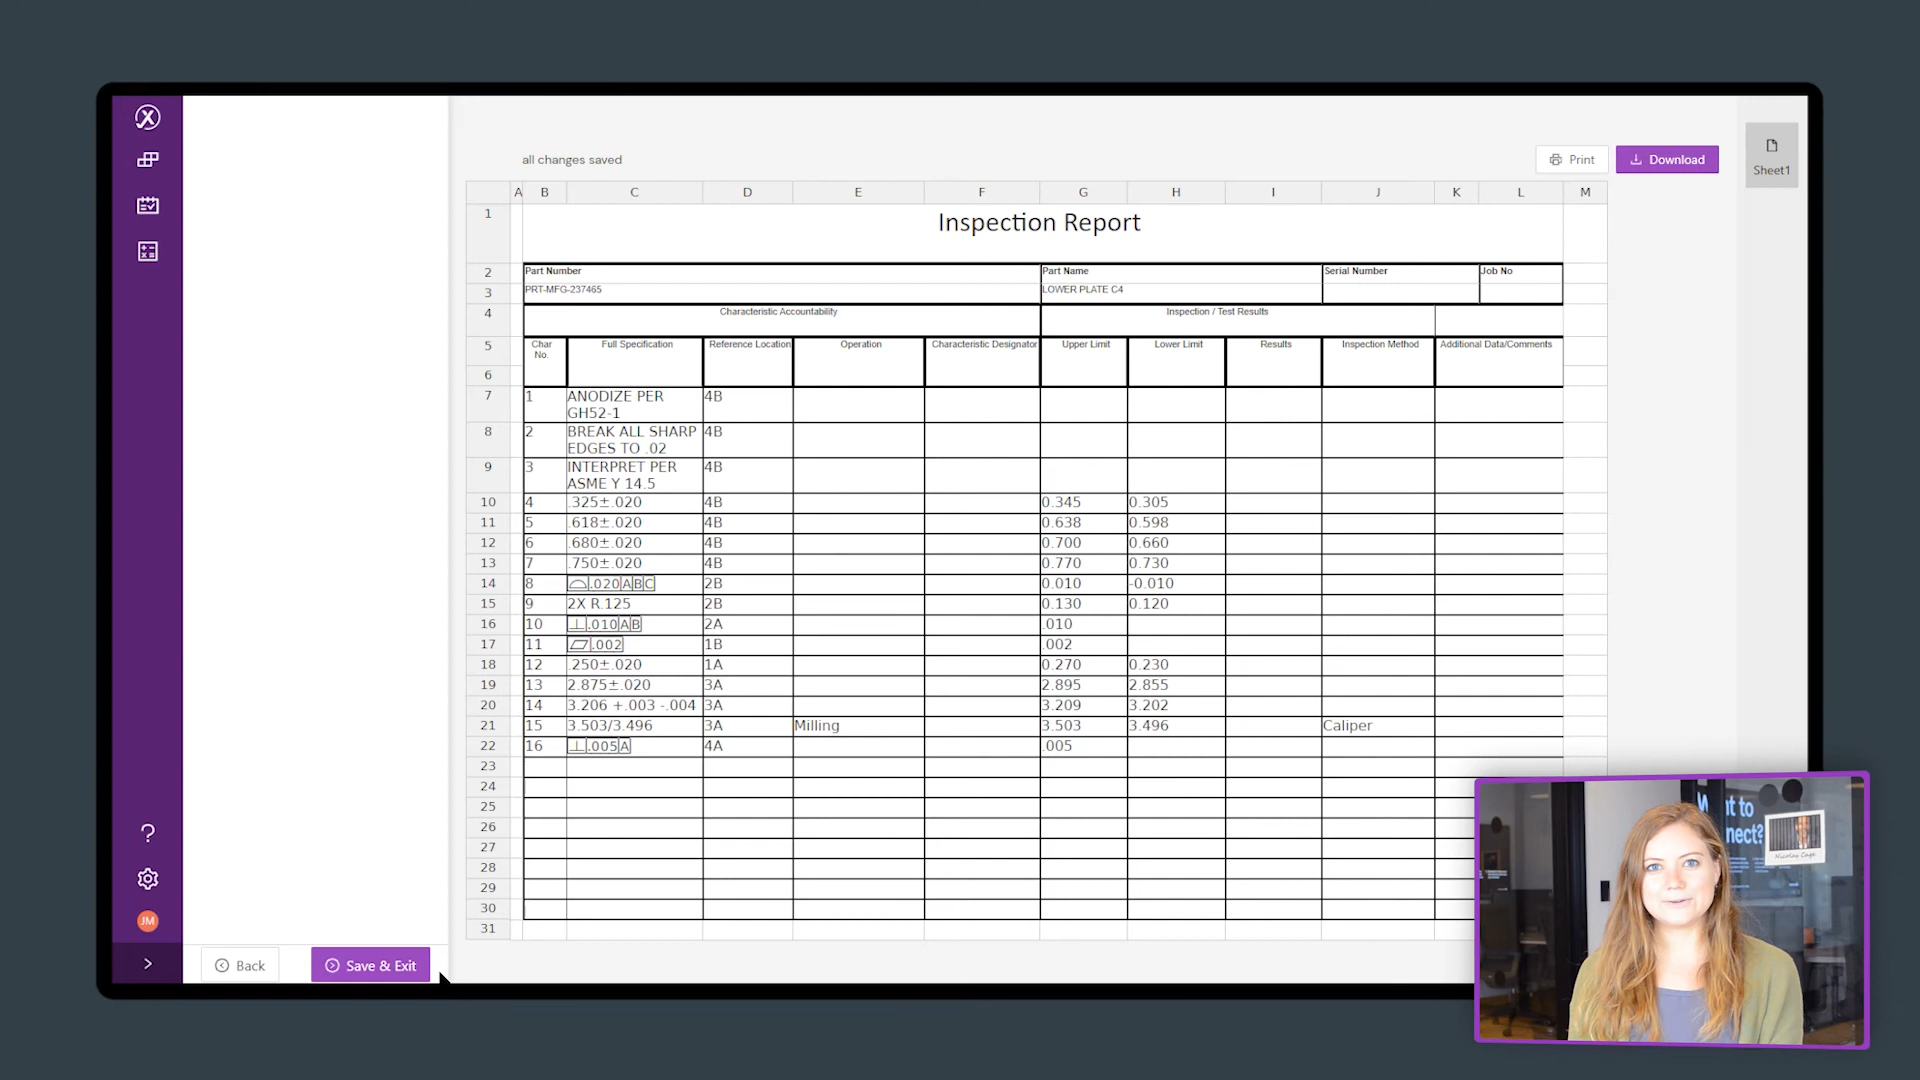 all changes saved
Print
Download
Sheet1
A B C D E F G H I J K L M
1 Inspection Report
2 Part Number Part Name Serial Number Job No
3 PRT-MFG-237465 LOWER PLATE C4
4 Characteristic Accountability Inspection / Test Results
5 Char No. Full Specification Reference Location Operation Characteristic Designator Upper Limit Lower Limit Results Inspection Method Additional Data/Comments
6
7 1 ANODIZE PER 4B
GH52-1
8 2 BREAK ALL SHARP 4B
EDGES TO .02
9 3 INTERPRET PER 4B
ASME Y 14.5
10 4 .325±.020 4B 0.345 0.305
11 5 .618±.020 4B 0.638 0.598
12 6 .680±.020 4B 0.700 0.660
13 7 .750±.020 4B 0.770 0.730
14 8 ⌓.020ABC 2B 0.010 -0.010
15 9 2X R.125 2B 0.130 0.120
16 10 ⊥.010AB 2A .010
17 11 ⏥.002 1B .002
18 12 .250±.020 1A 0.270 0.230
19 13 2.875±.020 3A 2.895 2.855
20 14 3.206 +.003 -.004 3A 3.209 3.202
21 15 3.503/3.496 3A Milling 3.503 3.496 Caliper
22 16 ⊥.005A 4A .005
23
24
25
26
27
28
29
30
31
?
JM
Back
Save & Exit
nt to
nect?
Nicolas Cage